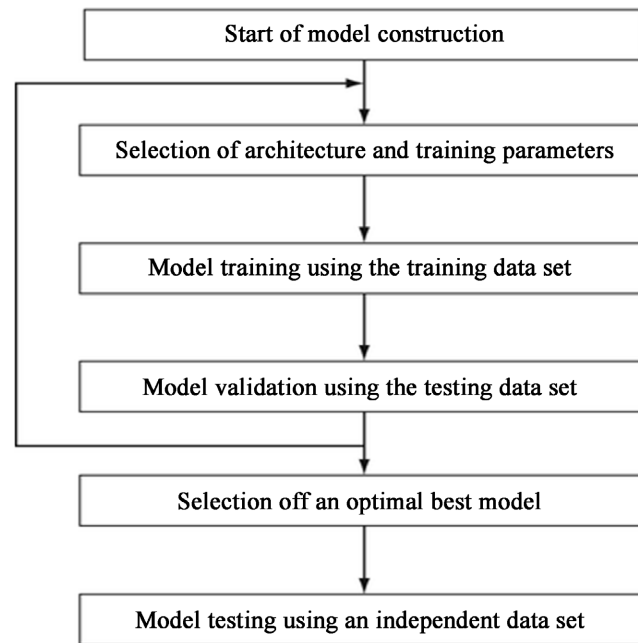 Start of model construction
Selection of architecture and training parameters
Model training using the training data set
Model validation using the testing data set
Selection off an optimal best model
Model testing using an independent data set